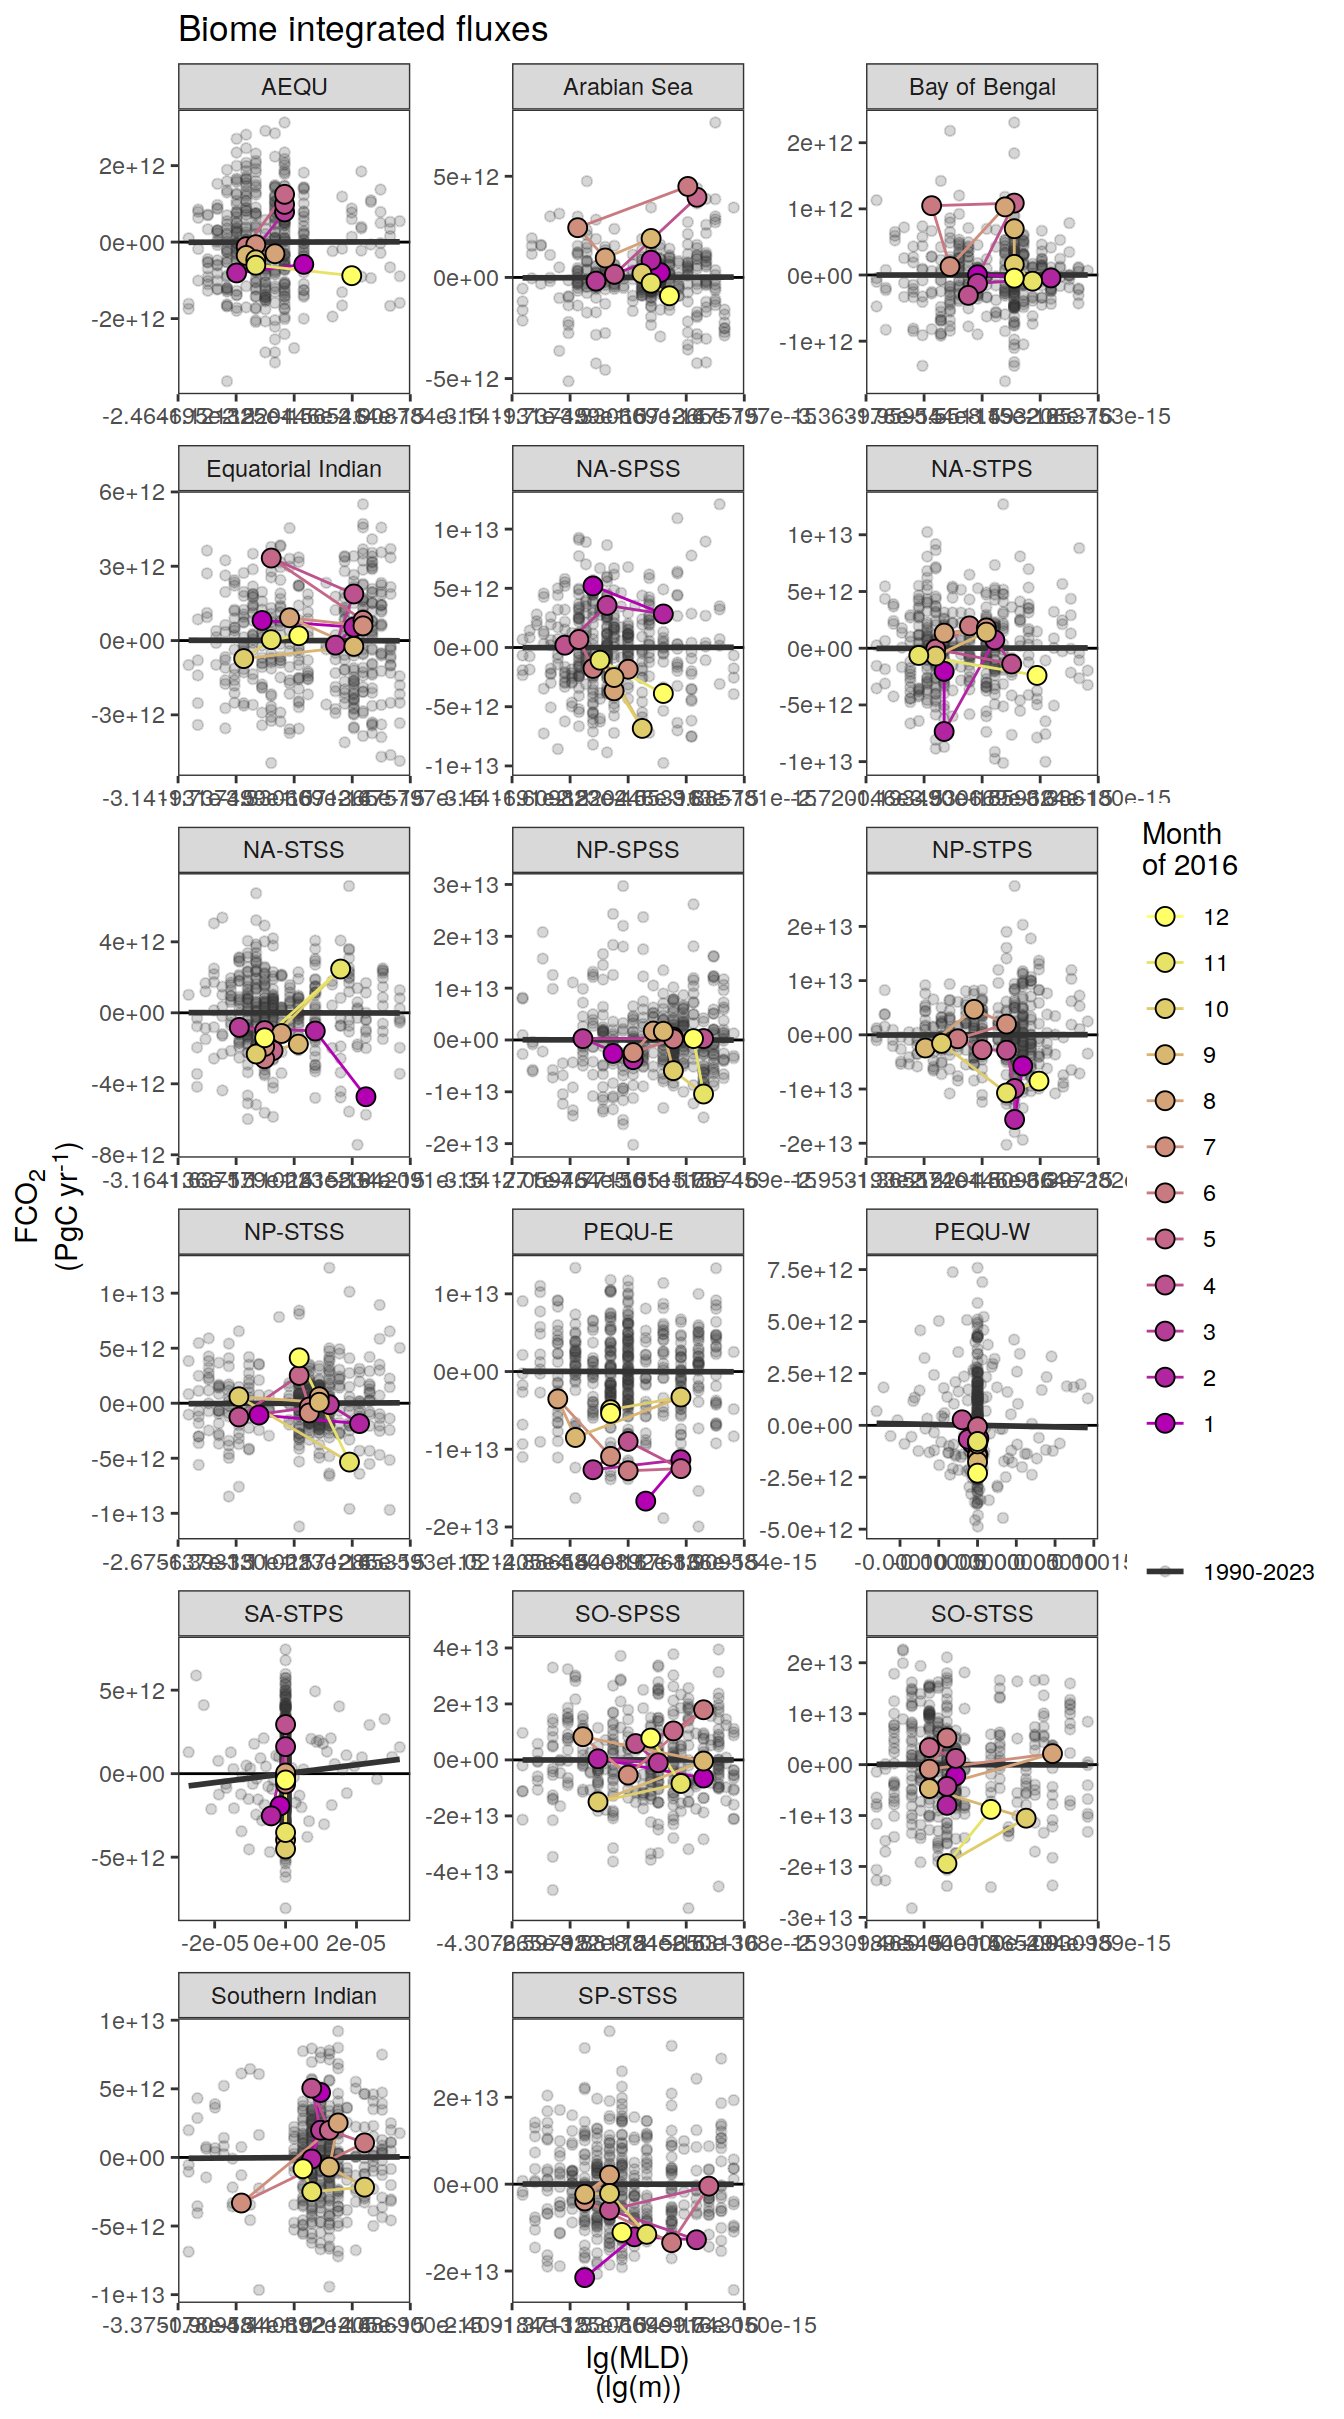 Biome integrated fluxes
AEQU
Arabian Sea
Bay of Bengal
2e+12
0e+00
-2e+12
5e+12
0e+00
-5e+12
2e+12
1e+12
0e+00
-1e+12
Equatorial Indian
NA-SPSS
NA-STPS
6e+12
3e+12
0e+00
-3e+12
1e+13
5e+12
0e+00
-5e+12
-1e+13
1e+13
5e+12
0e+00
-5e+12
-1e+13
NA-STSS
NP-SPSS
NP-STPS
4e+12
0e+00
-4e+12
-8e+12
3e+13
2e+13
1e+13
0e+00
-1e+13
-2e+13
2e+13
1e+13
0e+00
-1e+13
-2e+13
NP-STSS
PEQU-E
PEQU-W
1e+13
5e+12
0e+00
-5e+12
-1e+13
1e+13
0e+00
-1e+13
-2e+13
7.5e+12
5.0e+12
2.5e+12
0.0e+00
-2.5e+12
-5.0e+12
SA-STPS
SO-SPSS
SO-STSS
5e+12
0e+00
-5e+12
-2e-05 0e+00 2e-05
4e+13
2e+13
0e+00
-2e+13
-4e+13
2e+13
1e+13
0e+00
-1e+13
-2e+13
-3e+13
Southern Indian
SP-STSS
1e+13
5e+12
0e+00
-5e+12
-1e+13
2e+13
0e+00
-2e+13
lg(MLD)
(lg(m))
FCO2
(PgC yr-1)
Month
of 2016
12
11
10
9
8
7
6
5
4
3
2
1
1990-2023